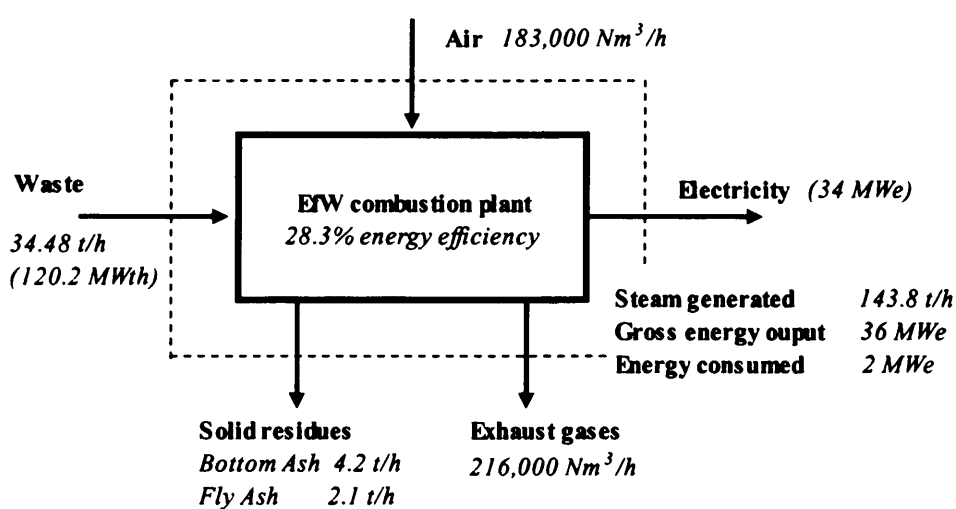 Air 183,000 Nm³/h
Waste
34.48 t/h
(120.2 MWth)
EfW combustion plant
28.3% energy efficiency
Electricity (34 MWe)
Steam generated 143.8 t/h
Gross energy ouput 36 MWe
Energy consumed 2 MWe
Solid residues
Bottom Ash 4.2 t/h
Fly Ash 2.1 t/h
Exhaust gases
216,000 Nm³/h